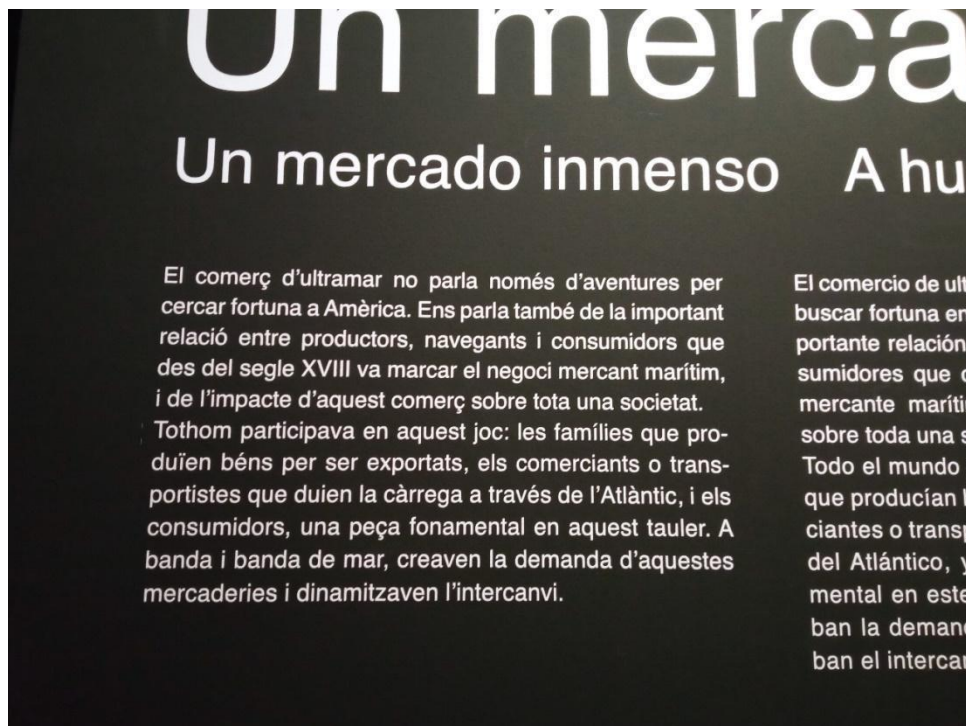 Un merca
Un mercado inmenso A hu
El comerç d'ultramar no parla només d'aventures per
cercar fortuna a Amèrica. Ens parla també de la important
relació entre productors, navegants i consumidors que
des del segle XVIII va marcar el negoci mercant marítim,
i de l'impacte d'aquest comerç sobre tota una societat.
Tothom participava en aquest joc: les famílies que pro-
duïen béns per ser exportats, els comerciants o trans-
portistes que duien la càrrega a través de l'Atlàntic, i els
consumidors, una peça fonamental en aquest tauler. A
banda i banda de mar, creaven la demanda d'aquestes
mercaderies i dinamitzaven l'intercanvi.
El comercio de ult
buscar fortuna en
portante relación
sumidores que
mercante maríti
sobre toda una s
Todo el mundo
que producían
ciantes o transp
del Atlántico, y
mental en este
ban la demand
ban el intercan